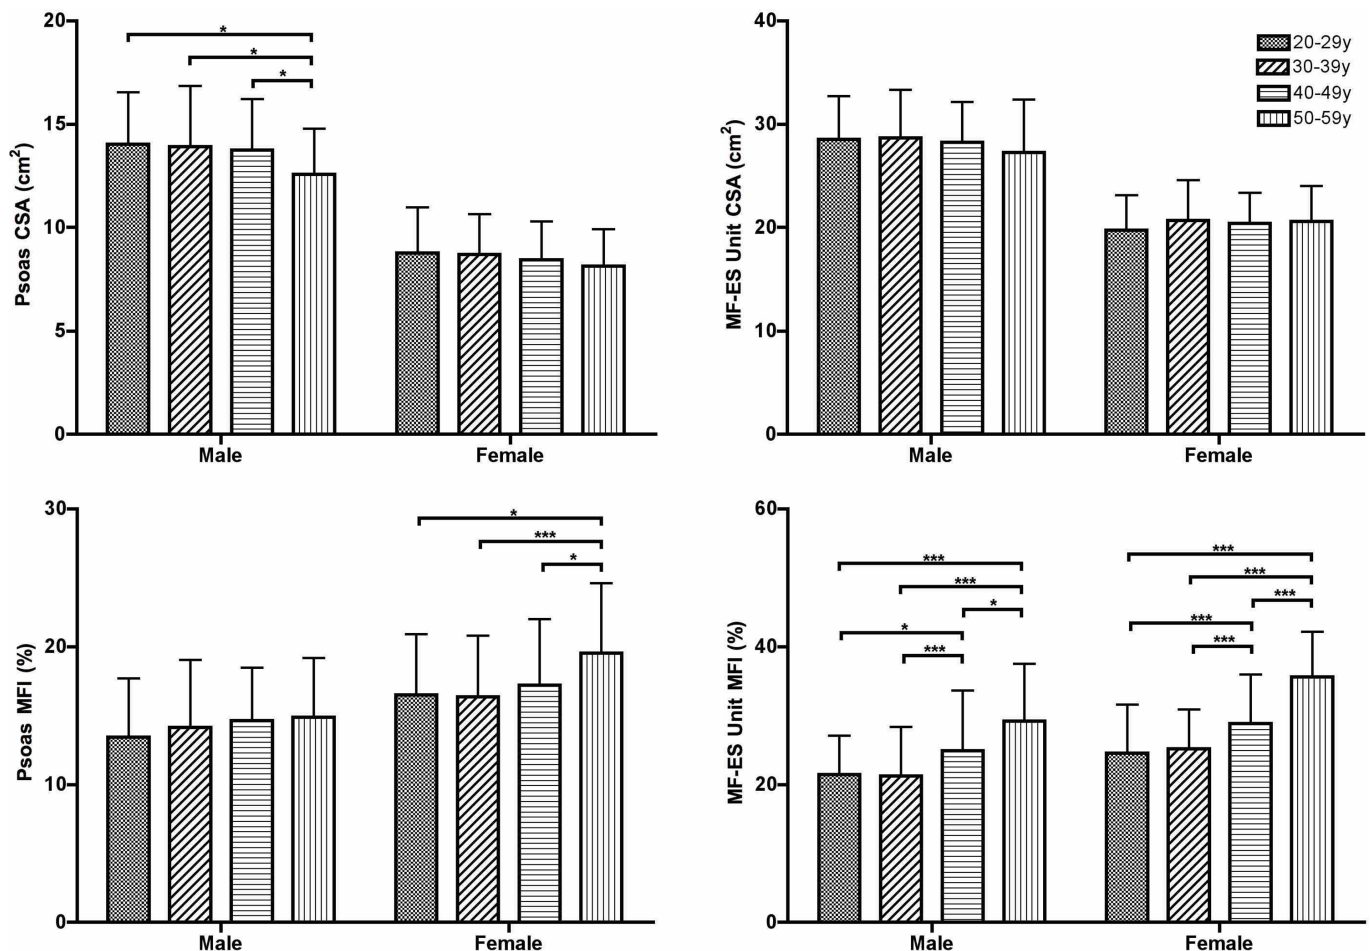 Psoas CSA (cm²)
20
15
10
5
0
*
*
*
Male
Female
MF-ES Unit CSA (cm²)
40
30
20
10
0
20-29y
30-39y
40-49y
50-59y
Male
Female
Psoas MFI (%)
30
20
10
0
*
***
*
Male
Female
MF-ES Unit MFI (%)
60
40
20
0
***
***
*
*
***
***
***
***
***
***
Male
Female